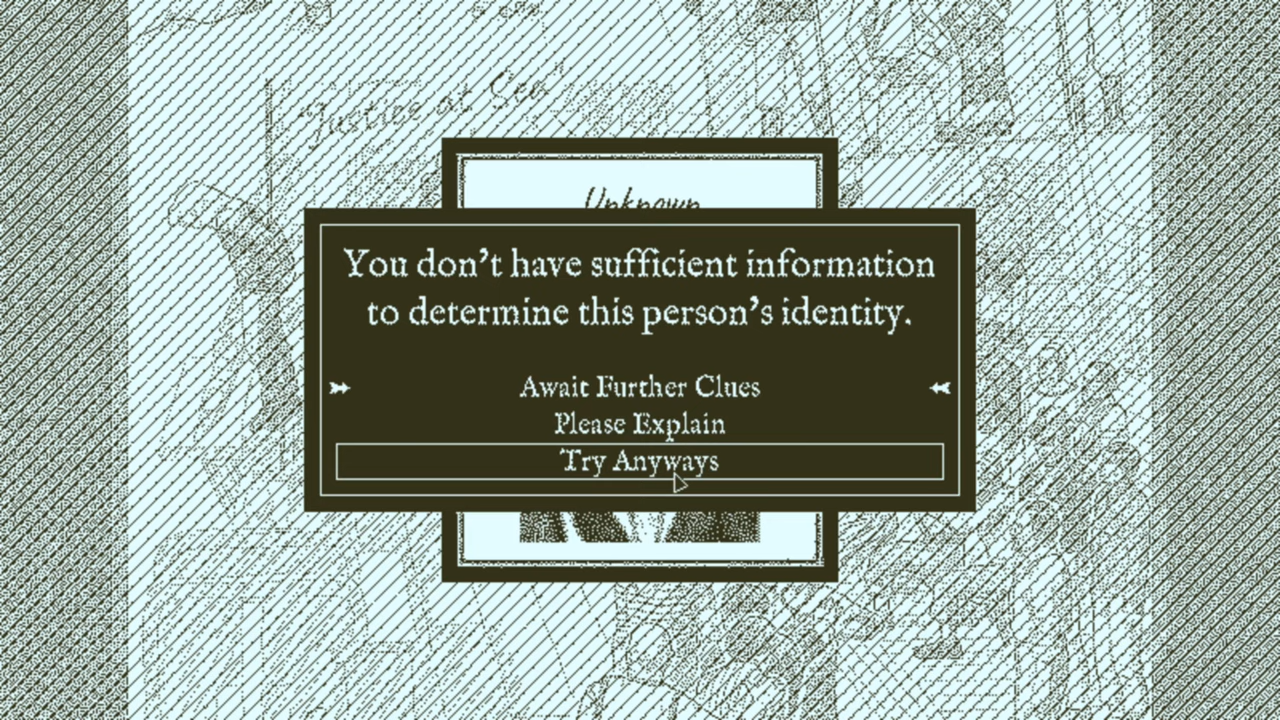 "Justice at Sea"
Unknown
You don't have sufficient information
to determine this person's identity.
Await Further Clues
Please Explain
Try Anyways